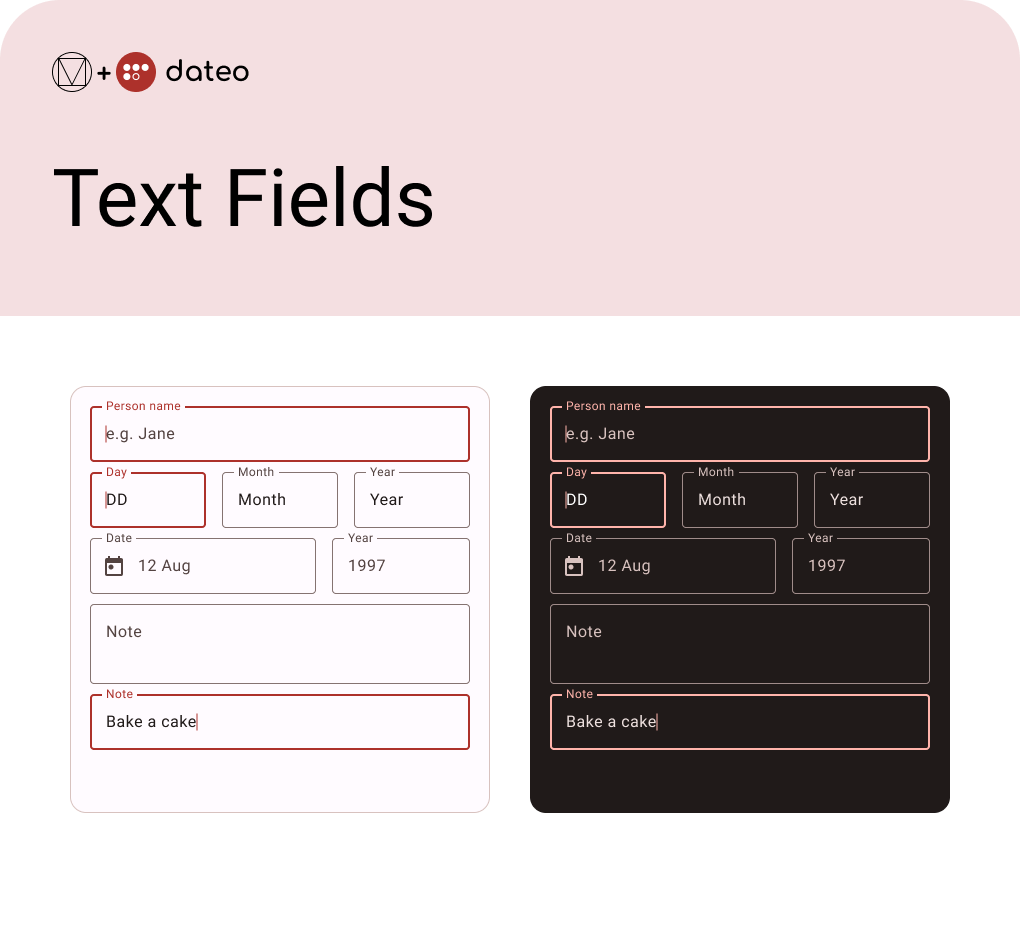 + dateo
Text Fields
Person name
e.g. Jane
Day Month Year
DD Month Year
Date Year
12 Aug 1997
Note
Note
Bake a cake
Person name
e.g. Jane
Day Month Year
DD Month Year
Date Year
12 Aug 1997
Note
Note
Bake a cake